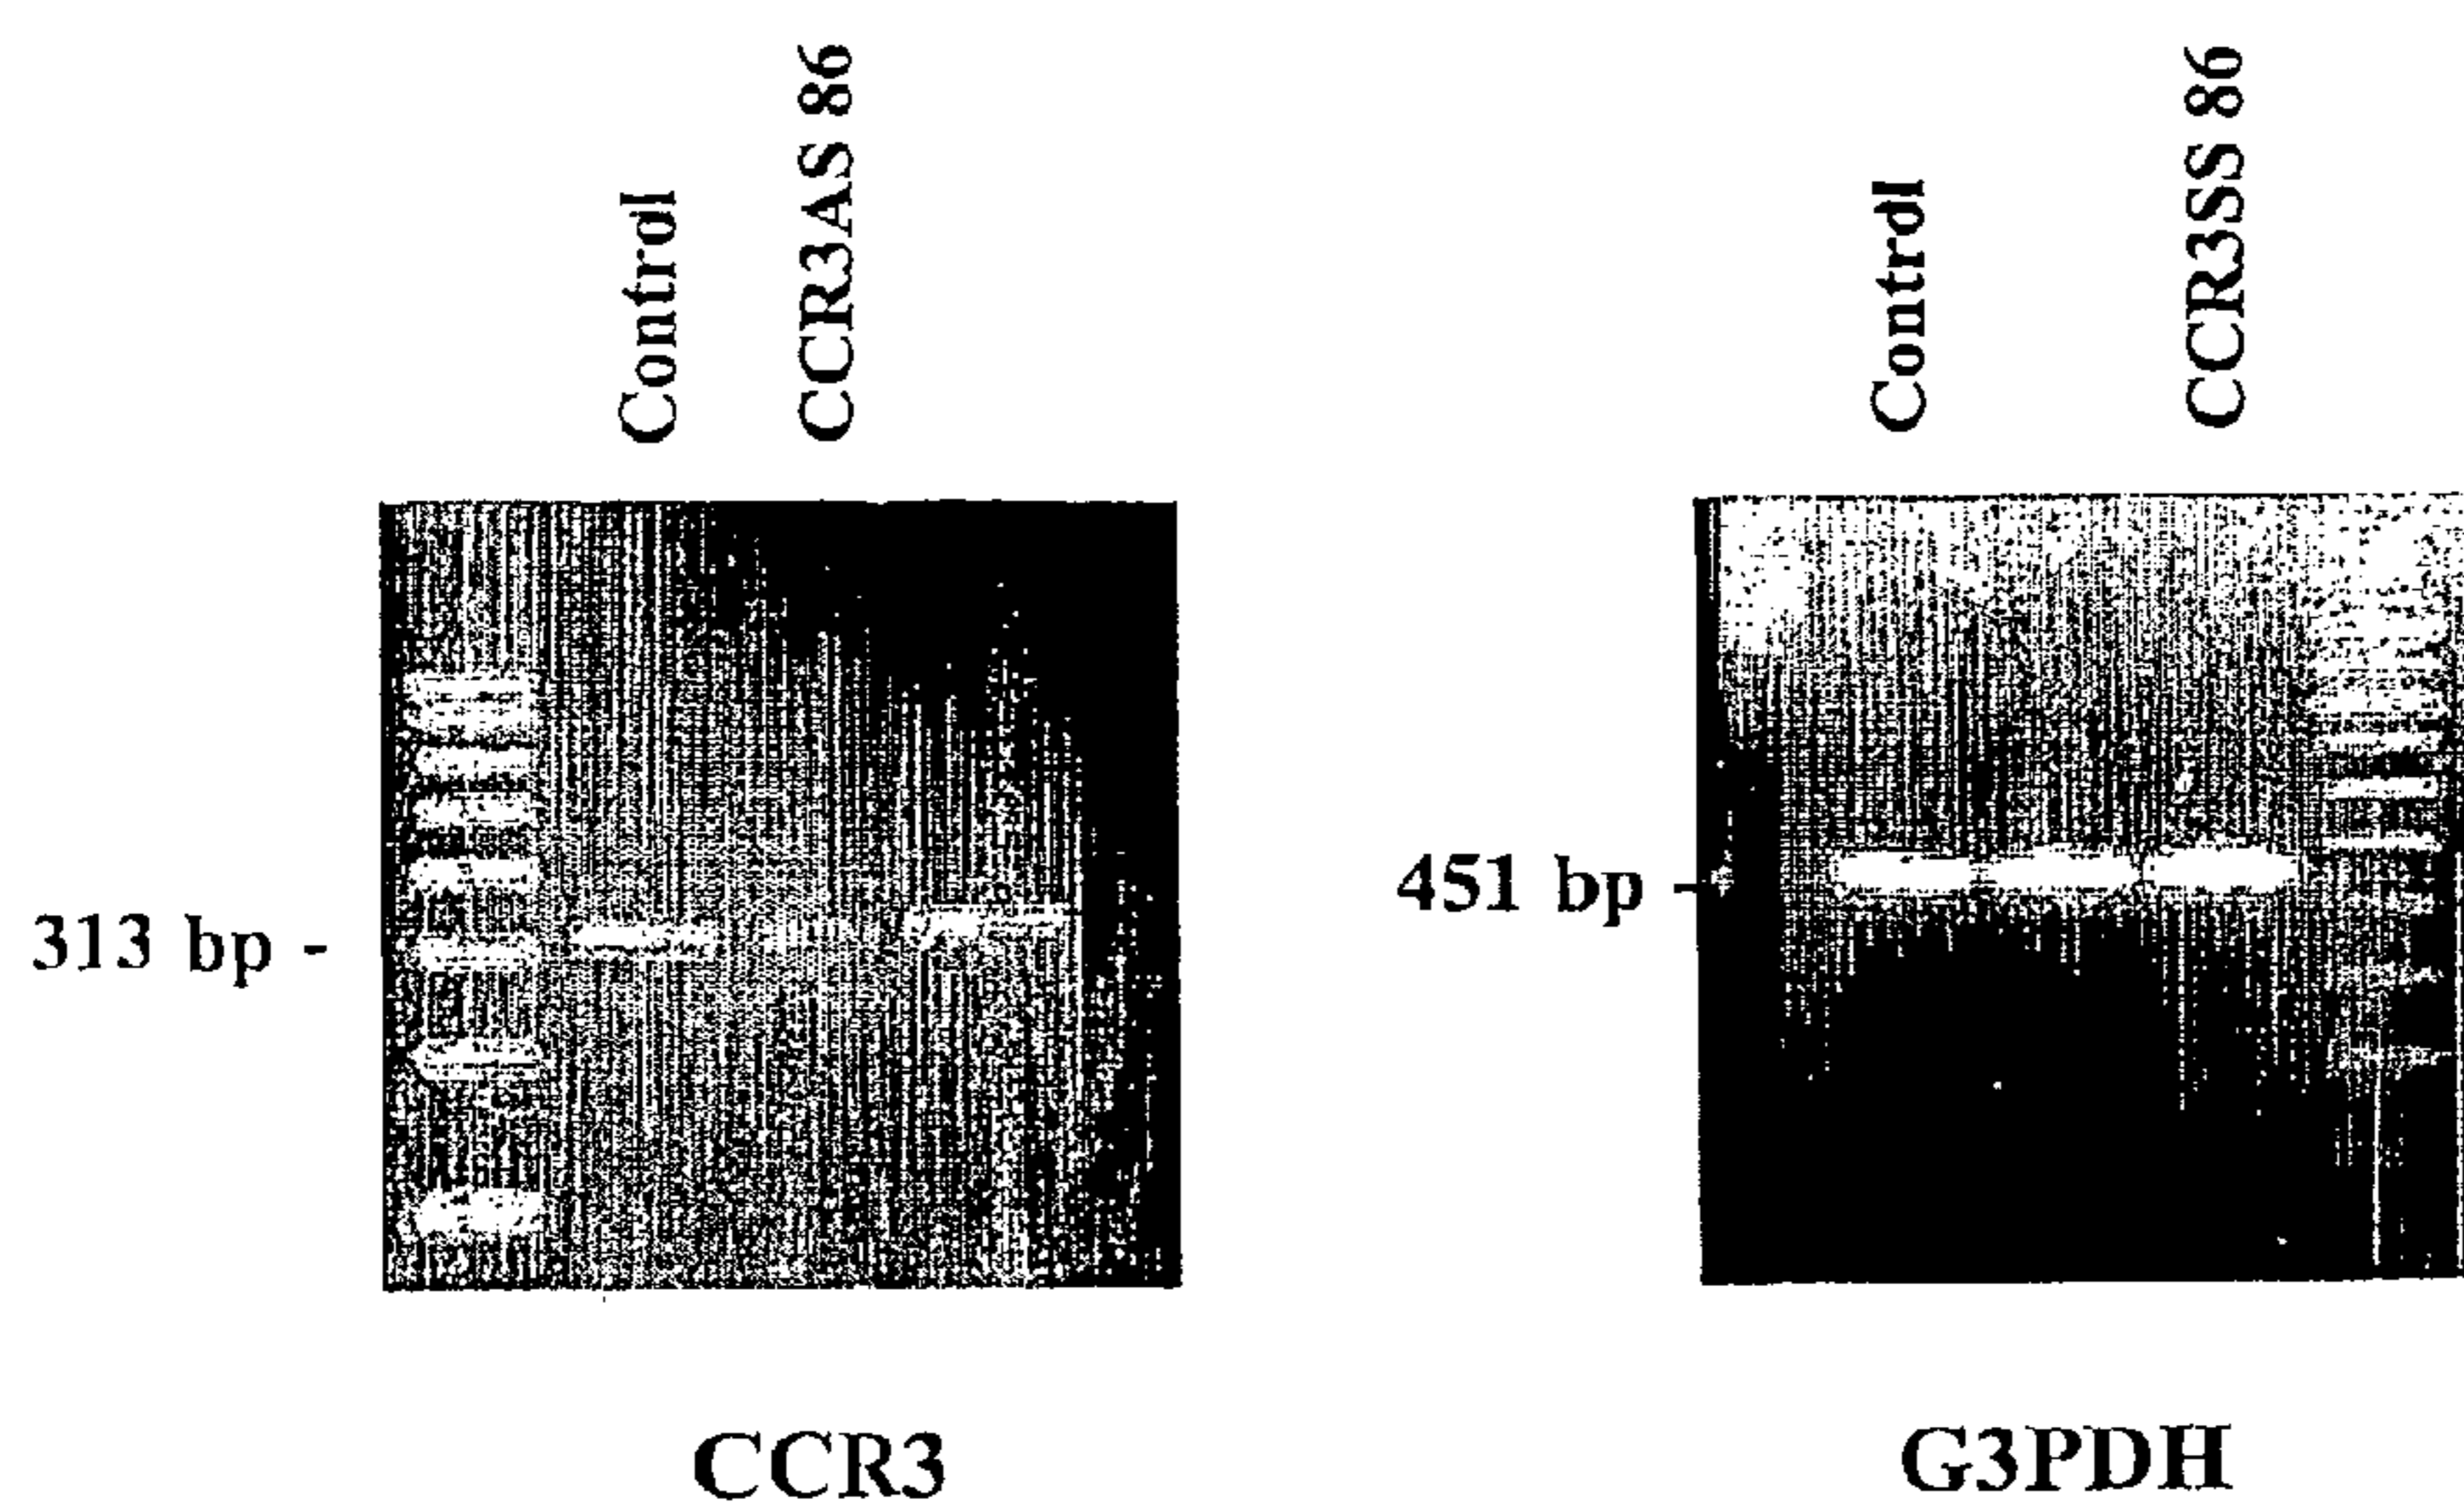 Control
CCR3AS 86
Control
CCR3SS 86
313 bp -
451 bp -
CCR3
G3PDH